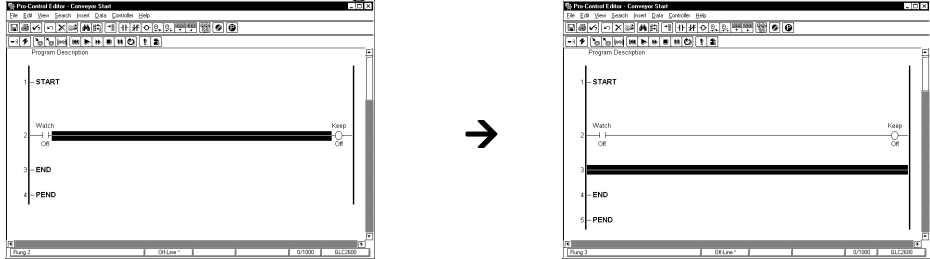 Pro-Control Editor - Conveyor Start
File Edit View Search Insert Data Controller Help
Program Description
1 START
Watch Keep
2
Off Off
3 END
4 PEND
Rung 2 Off-Line * 0/1000 GLC2600
Pro-Control Editor - Conveyor Start
File Edit View Search Insert Data Controller Help
Program Description
1 START
Watch Keep
2
Off Off
3
4 END
5 PEND
Rung 3 Off-Line * 0/1000 GLC2600